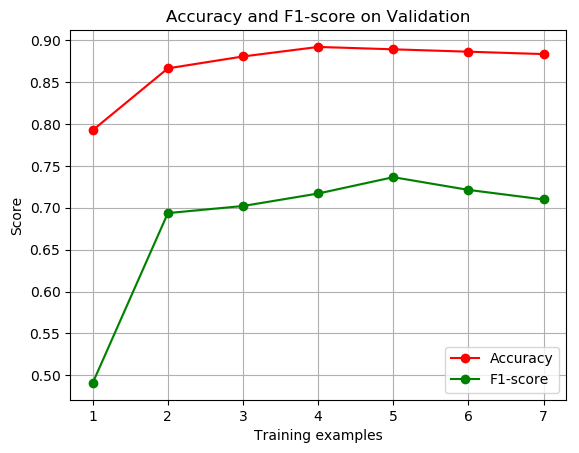 Accuracy and F1-score on Validation
0.90
0.85
0.80
0.75
0.70
0.65
0.60
0.55
0.50
Score
1 2 3 4 5 6 7
Training examples
Accuracy
F1-score